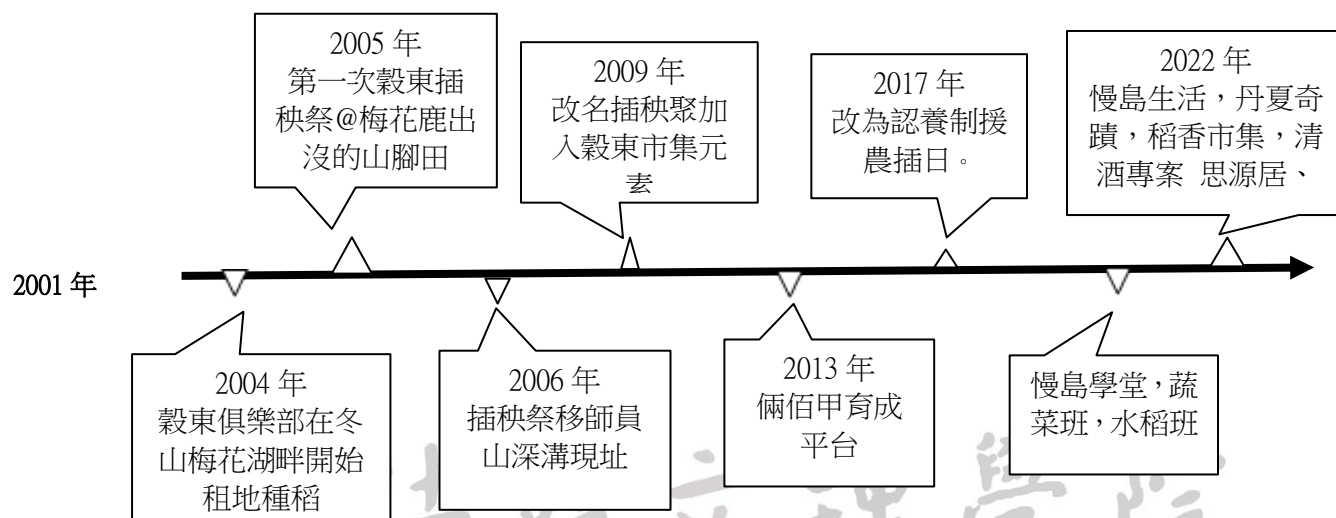 2005 年
第一次穀東插
秧祭@梅花鹿出
沒的山腳田
2009 年
改名插秧聚加
入穀東市集元
素
2017 年
改為認養制援
農插日。
2022 年
慢島生活，丹夏奇
蹟，稻香市集，清
酒專案 思源居、
2001 年
2004 年
穀東俱樂部在冬
山梅花湖畔開始
租地種稻
2006 年
插秧祭移師員
山深溝現址
2013 年
倆佰甲育成
平台
慢島學堂，蔬
菜班，水稻班